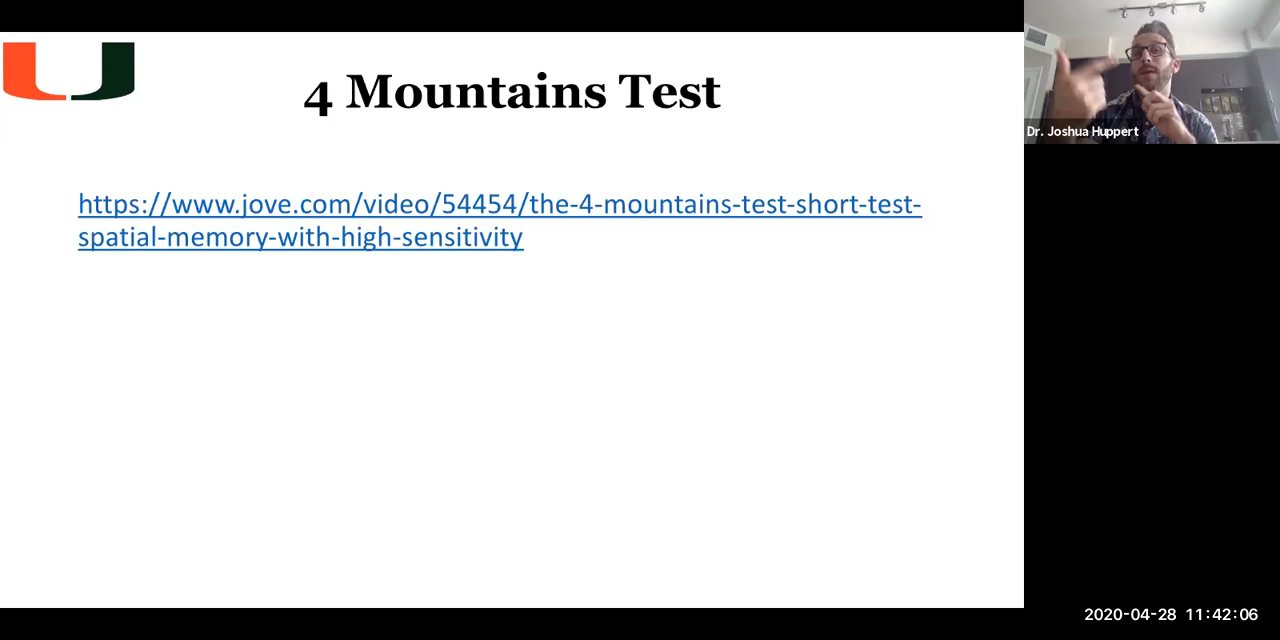 4 Mountains Test
https://www.jove.com/video/54454/the-4-mountains-test-short-test-
spatial-memory-with-high-sensitivity
Dr. Joshua Huppert
2020-04-28 11:42:06